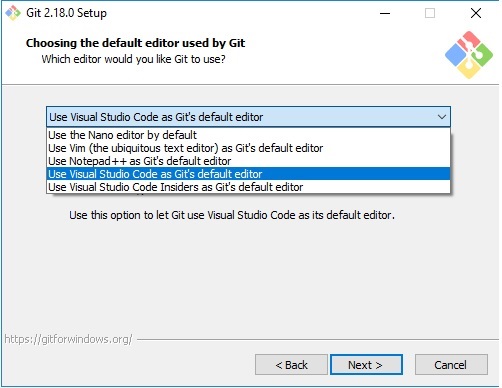 Git 2.18.0 Setup
Choosing the default editor used by Git
Which editor would you like Git to use?
Use Visual Studio Code as Git's default editor
Use the Nano editor by default
Use Vim (the ubiquitous text editor) as Git's default editor
Use Notepad++ as Git's default editor
Use Visual Studio Code as Git's default editor
Use Visual Studio Code Insiders as Git's default editor
Use this option to let Git use Visual Studio Code as its default editor.
https://gitforwindows.org/
< Back Next > Cancel